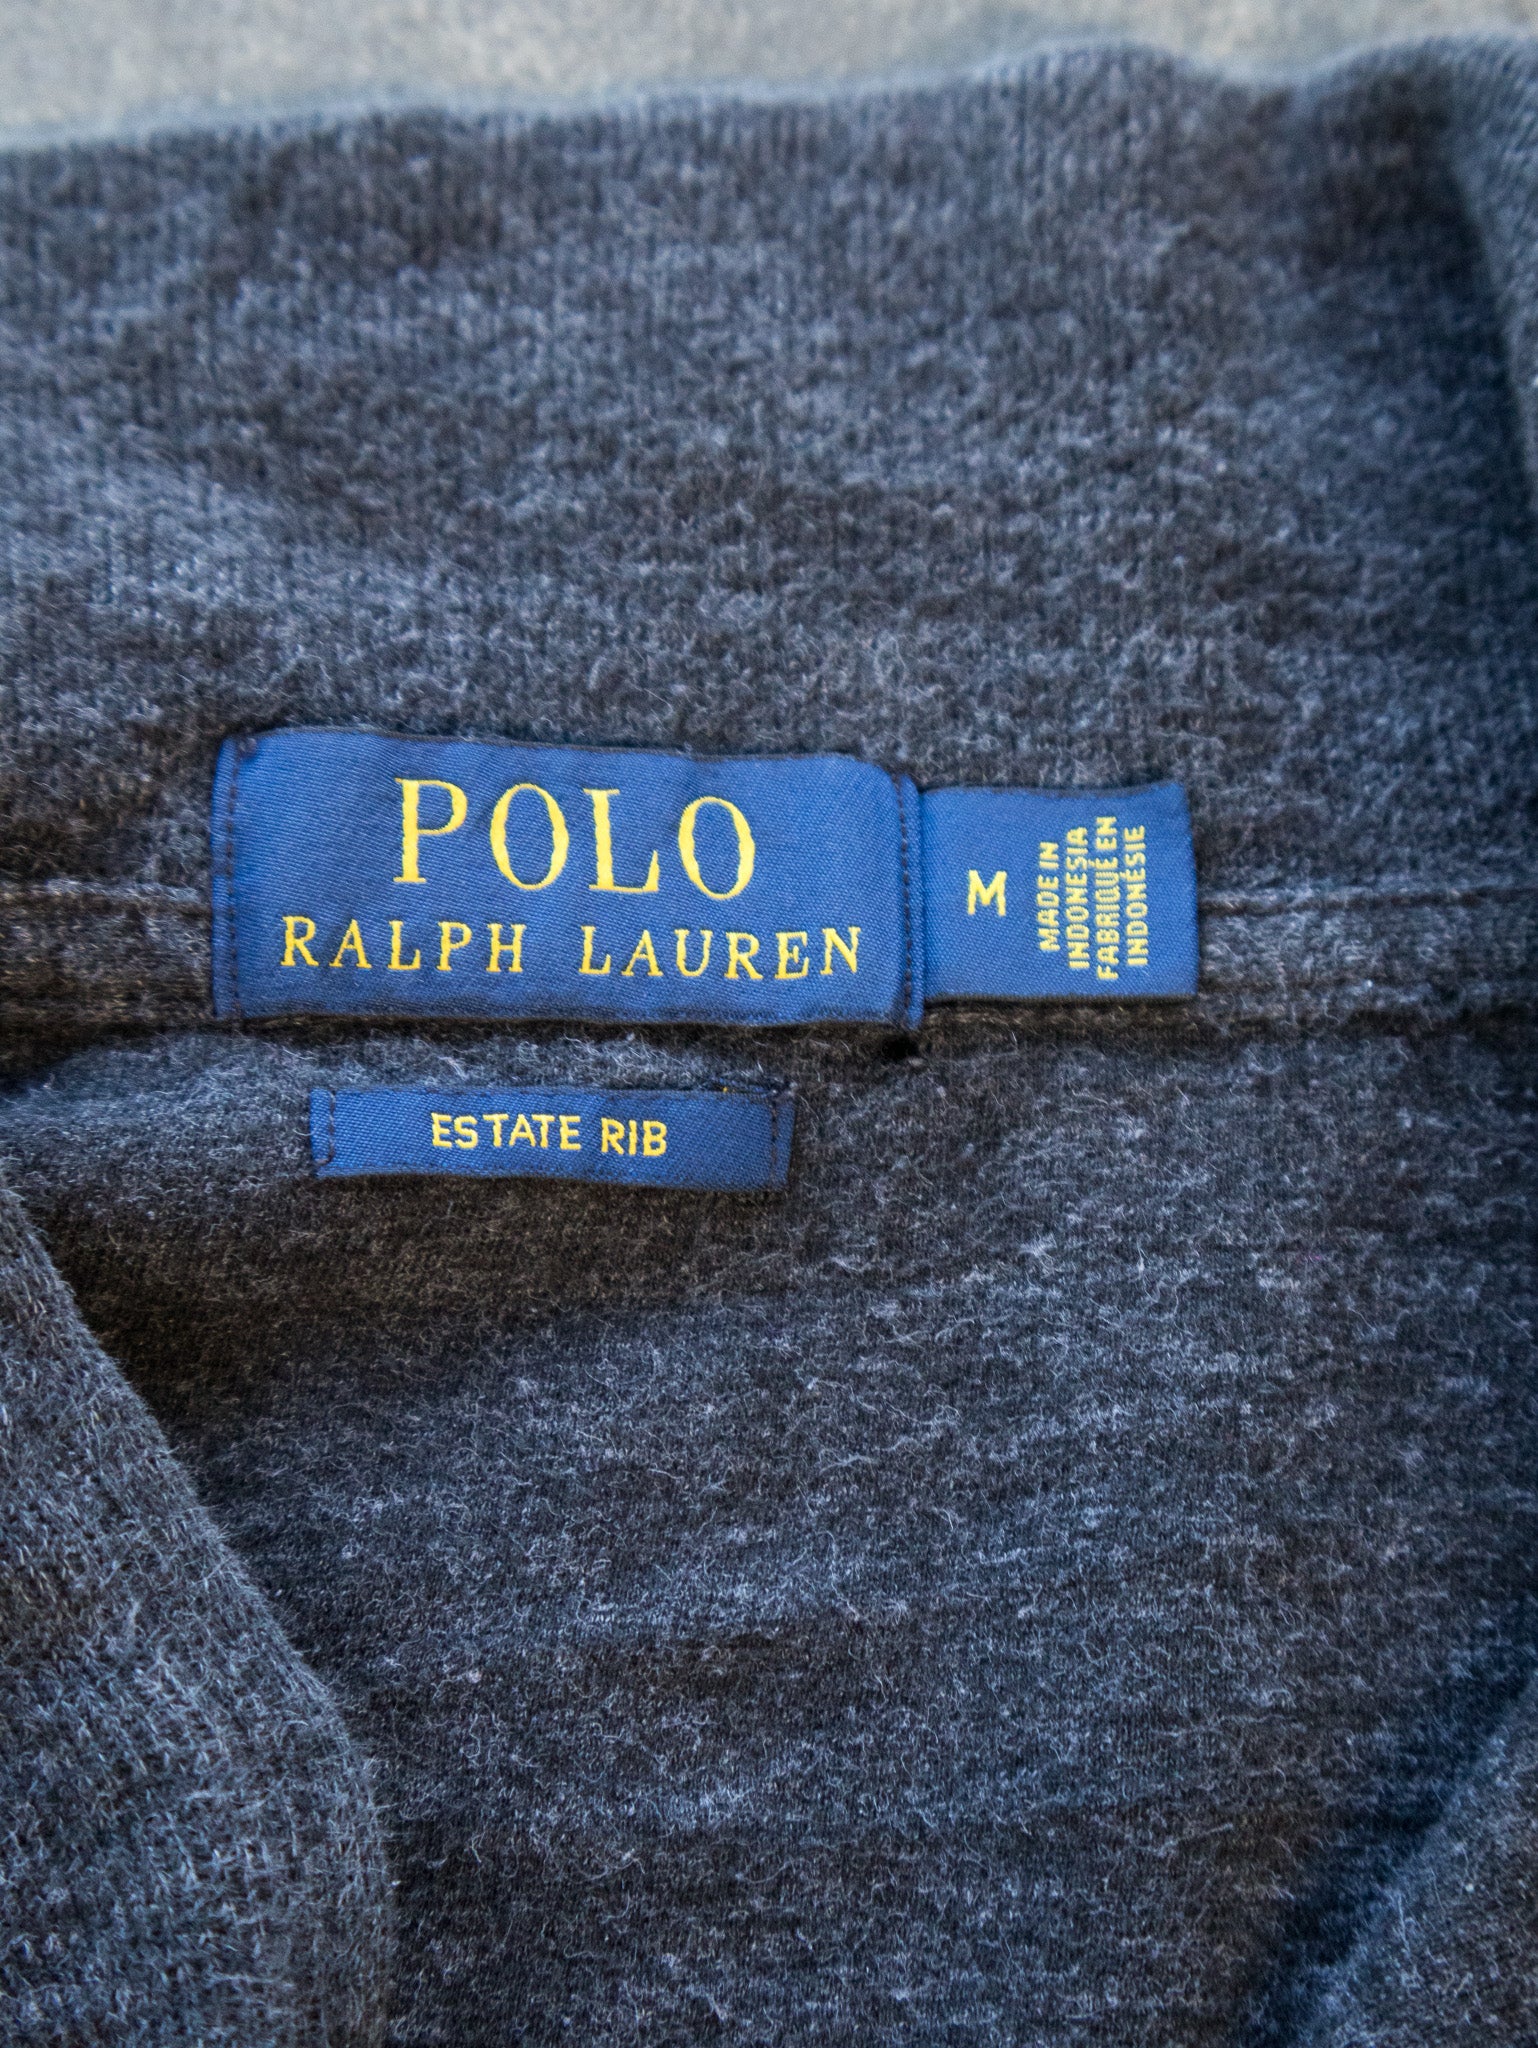 POLO
RALPH LAUREN
M
MADE IN
INDONESIA
FABRIQUÉ EN
INDONÉSIE
ESTATE RIB